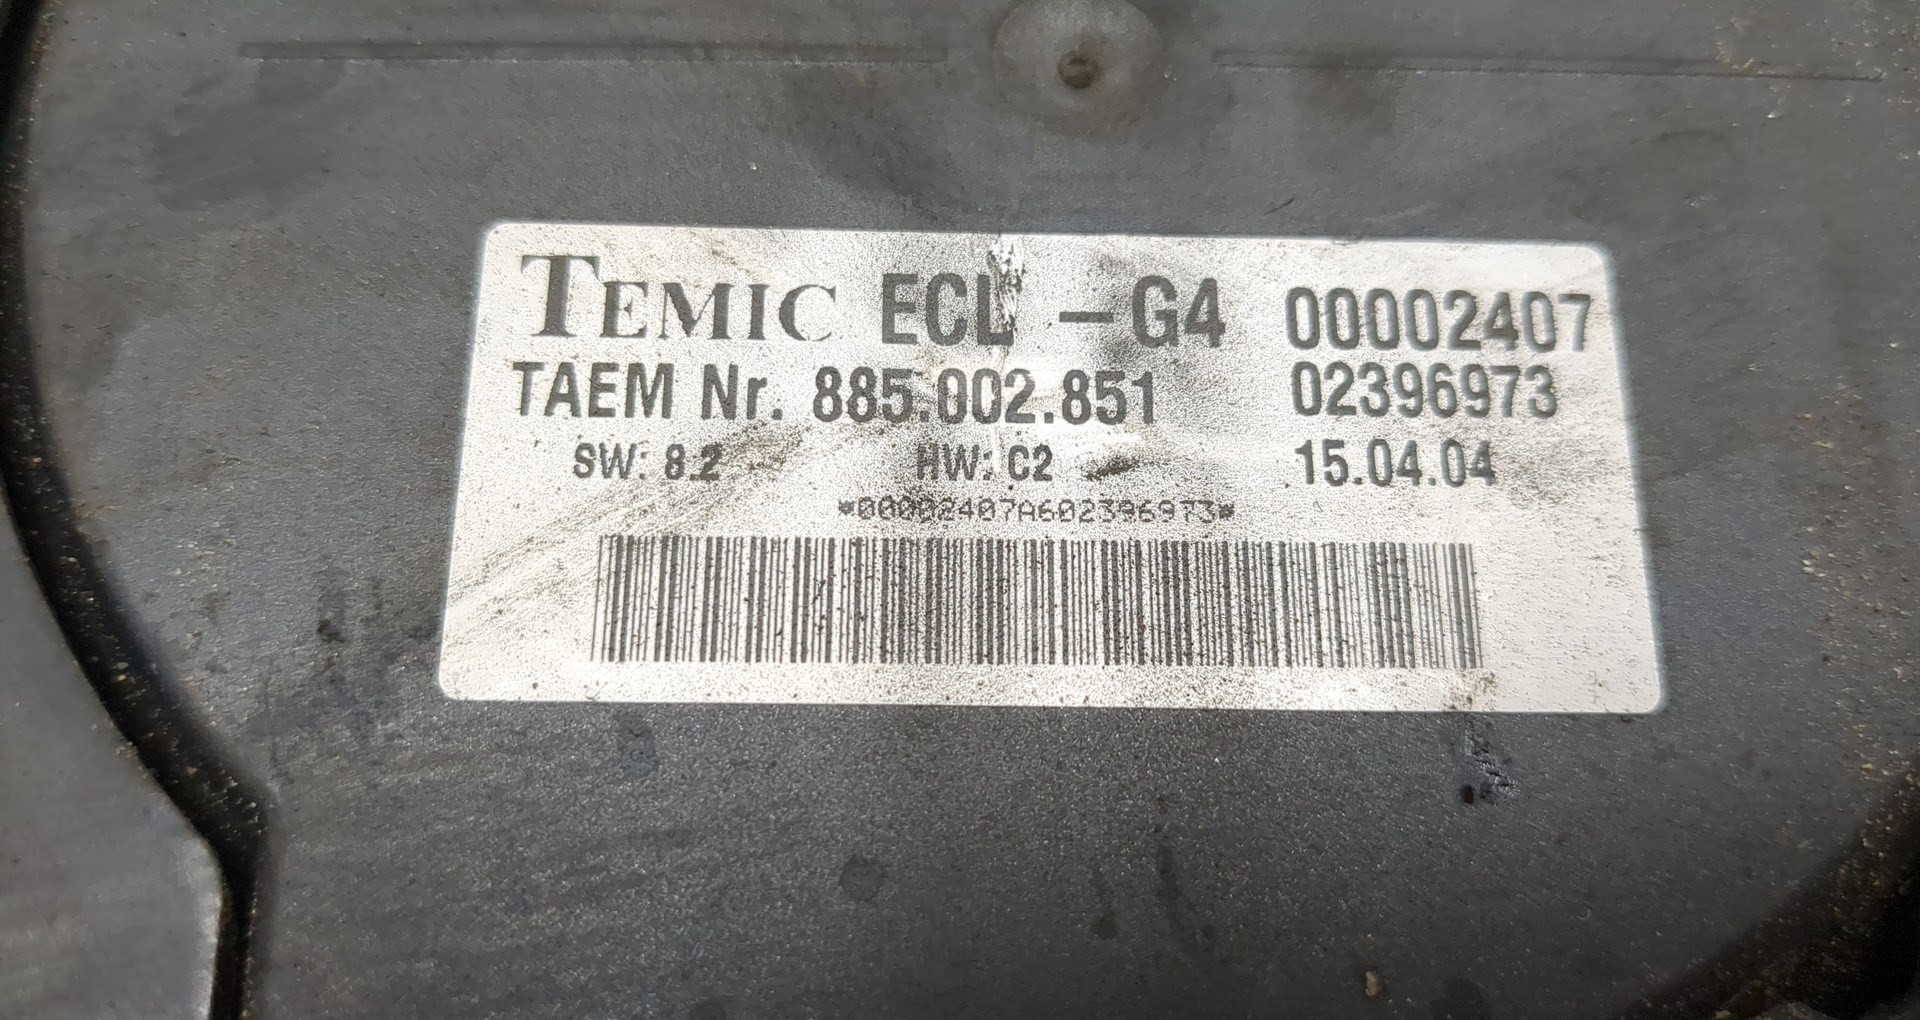 TEMIC ECL -G4 00002407
TAEM Nr. 885.002.851 02396973
SW: 8.2 HW: C2 15.04.04
*00002407A602396973*